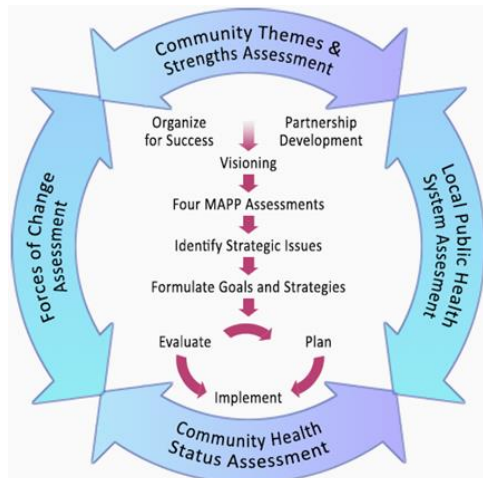 Community Themes &
Strengths Assessment
Organize
for Success
Partnership
Development
Visioning
Four MAPP Assessments
Identify Strategic Issues
Formulate Goals and Strategies
Evaluate
Plan
Implement
Forces of Change
Assessment
Local Public Health
System Assesment
Community Health
Status Assessment